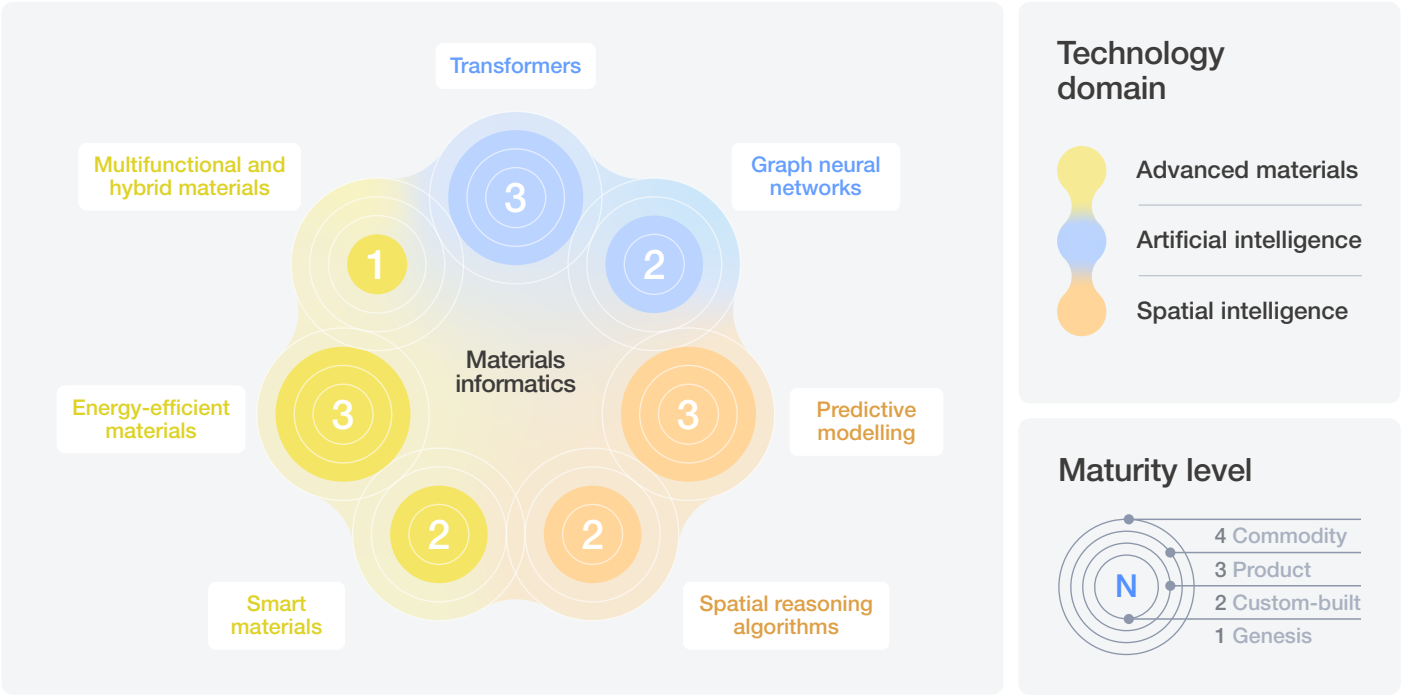 Transformers
Multifunctional and
hybrid materials
Graph neural
networks
3
1
2
Materials
informatics
Energy-efficient
materials
3
3
Predictive
modelling
2
2
Smart
materials
Spatial reasoning
algorithms
Technology
domain
Advanced materials
Artificial intelligence
Spatial intelligence
Maturity level
N
4 Commodity
3 Product
2 Custom-built
1 Genesis